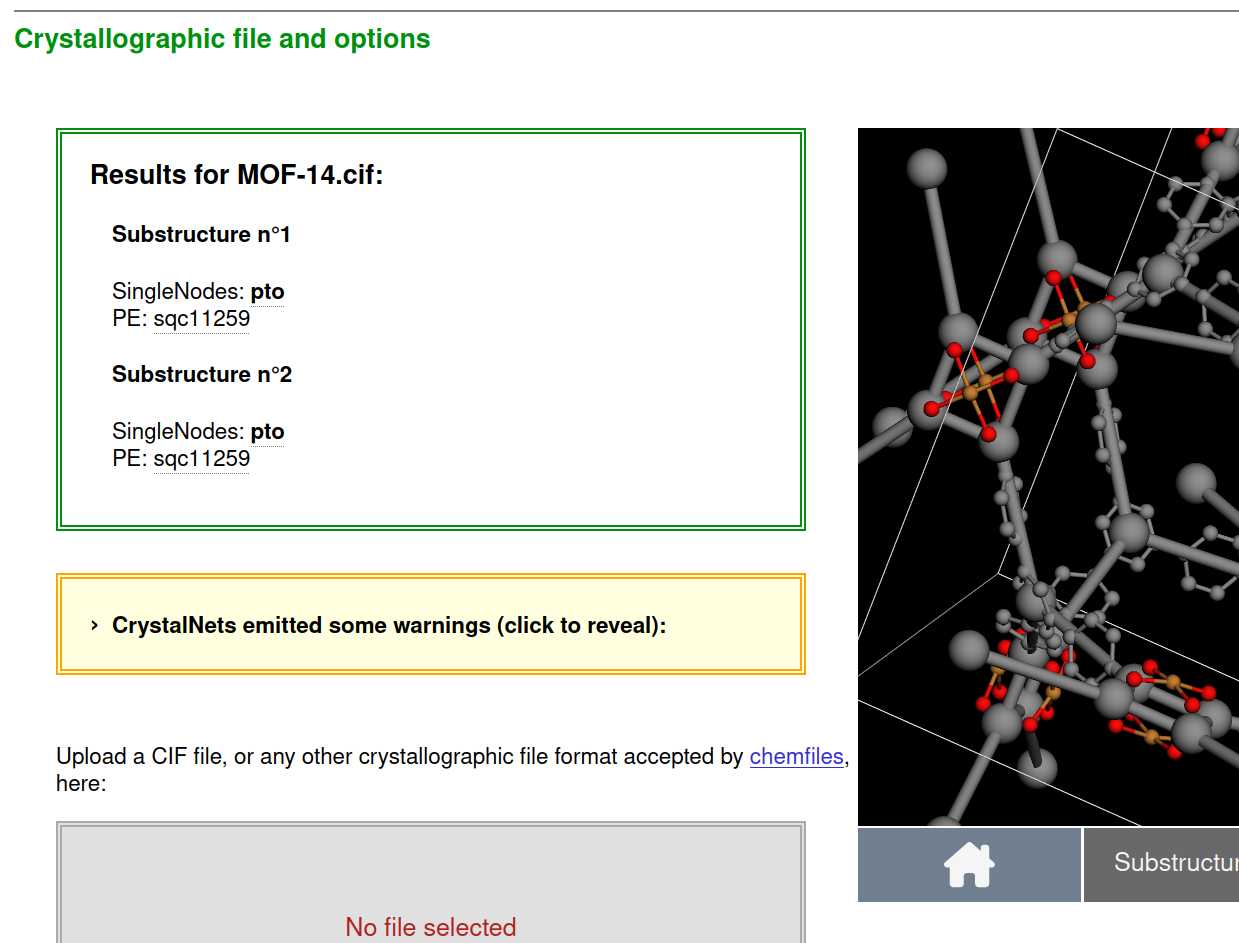 Crystallographic file and options
Results for MOF-14.cif:
Substructure n°1
SingleNodes: pto
PE: sqc11259
Substructure n°2
SingleNodes: pto
PE: sqc11259
› CrystalNets emitted some warnings (click to reveal):
Upload a CIF file, or any other crystallographic file format accepted by chemfiles,
here:
No file selected
Substructur